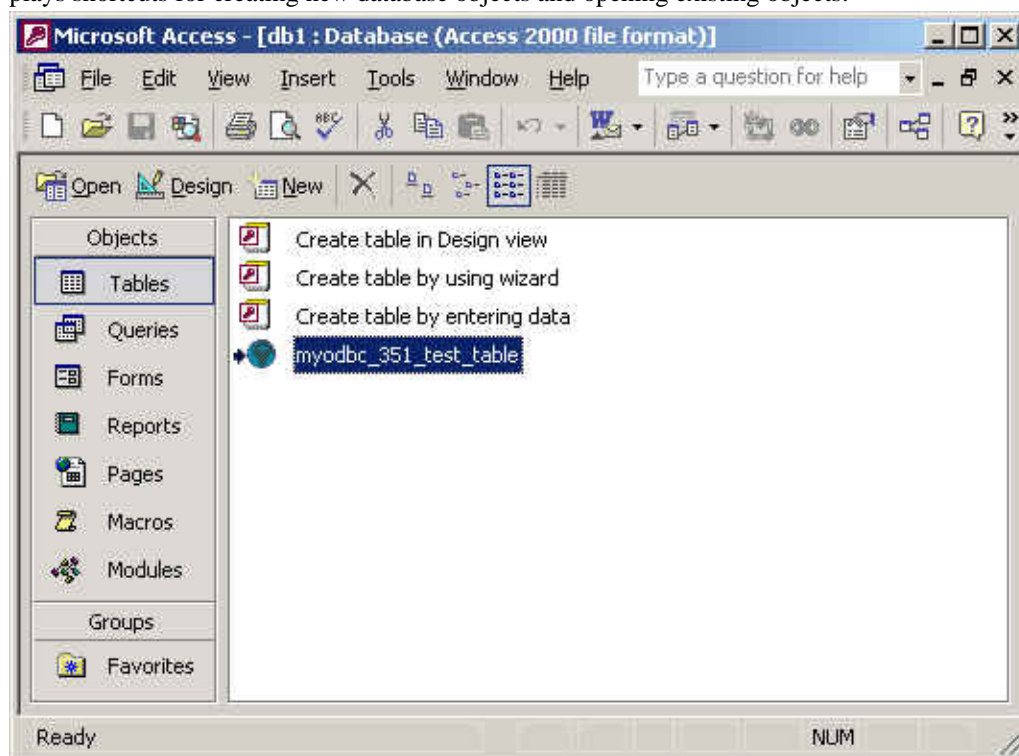 plays shortcuts for creating new database objects and opening existing objects.
Microsoft Access - [db1 : Database (Access 2000 file format)]
File Edit View Insert Tools Window Help Type a question for help
ABC W
Open Design New
Objects
Tables
Queries
Forms
Reports
Pages
Macros
Modules
Groups
Favorites
Create table in Design view
Create table by using wizard
Create table by entering data
myodbc_351_test_table
Ready NUM